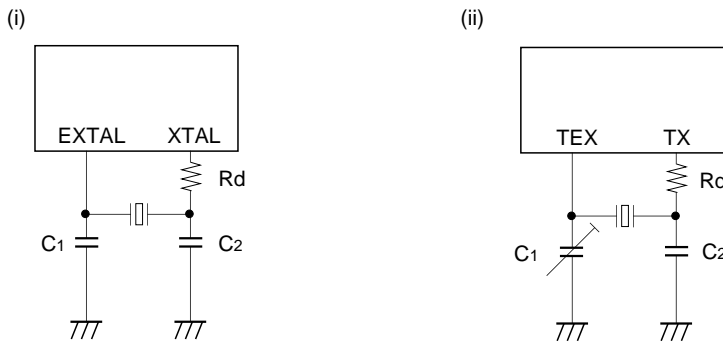 (i)
EXTAL XTAL
Rd
C1 C2
(ii)
TEX TX
Rd
C1 C2